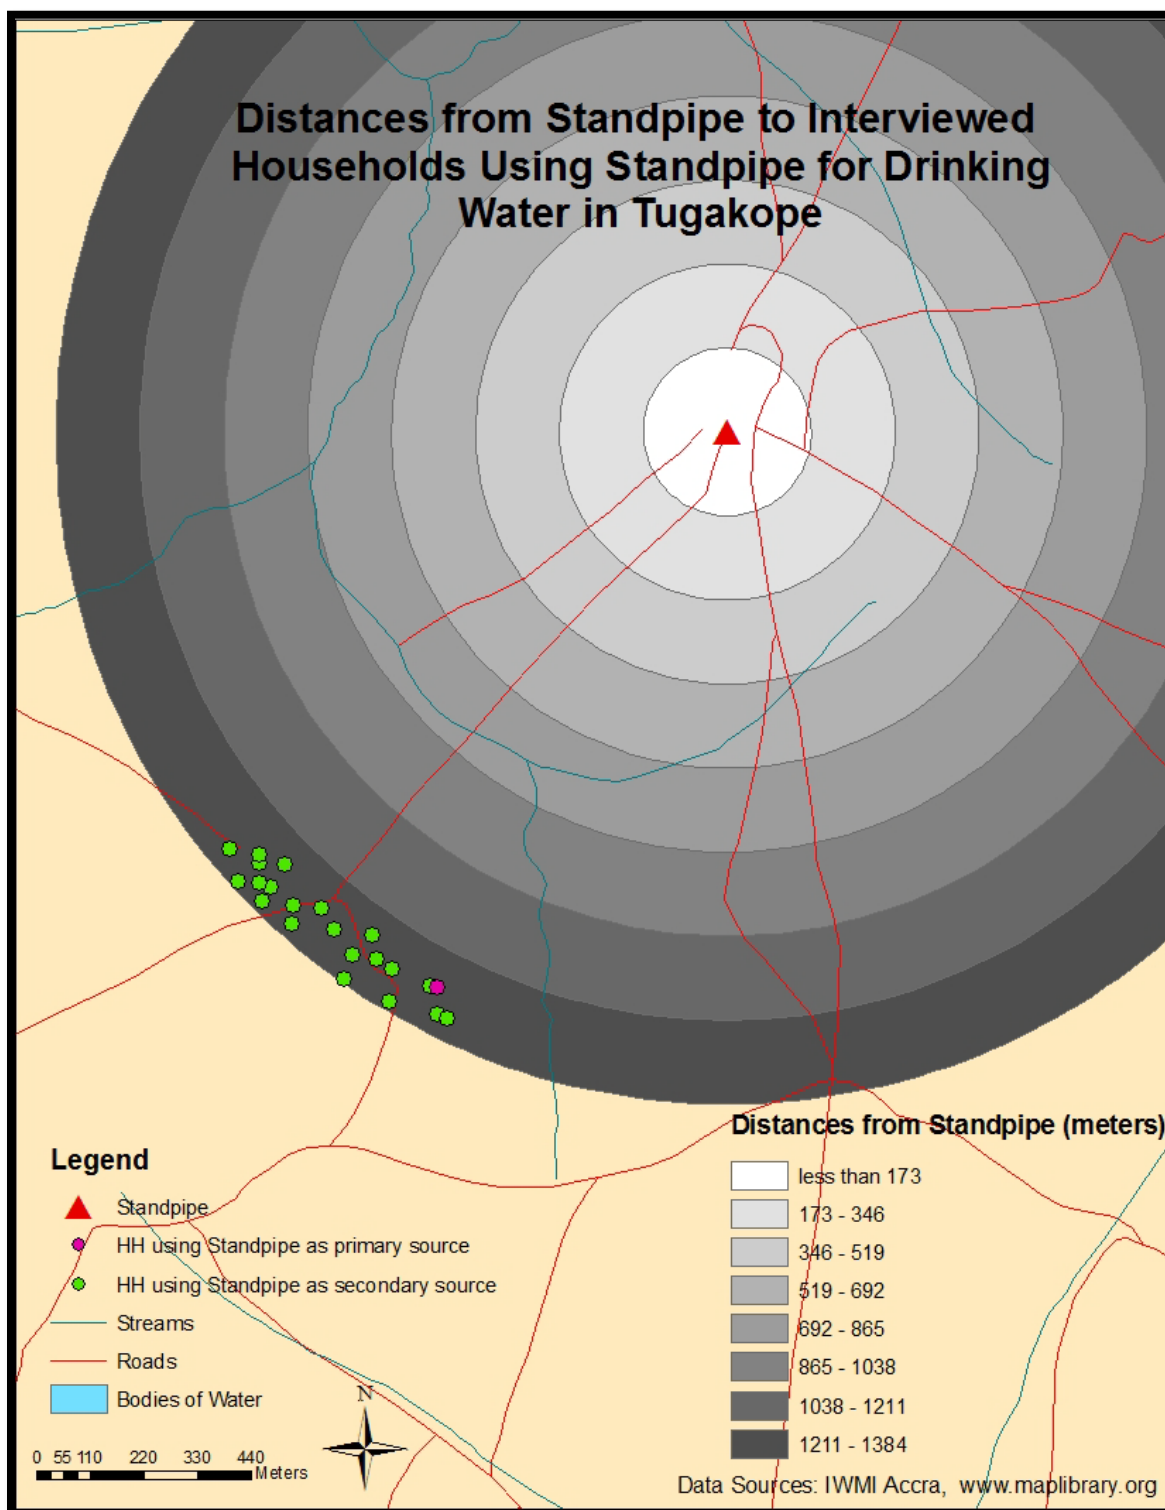 Distances from Standpipe to Interviewed
Households Using Standpipe for Drinking
Water in Tugakope
Legend
Standpipe
HH using Standpipe as primary source
HH using Standpipe as secondary source
Streams
Roads
Bodies of Water
N
0 55 110 220 330 440
Meters
Distances from Standpipe (meters)
less than 173
173 - 346
346 - 519
519 - 692
692 - 865
865 - 1038
1038 - 1211
1211 - 1384
Data Sources: IWMI Accra, www.maplibrary.org